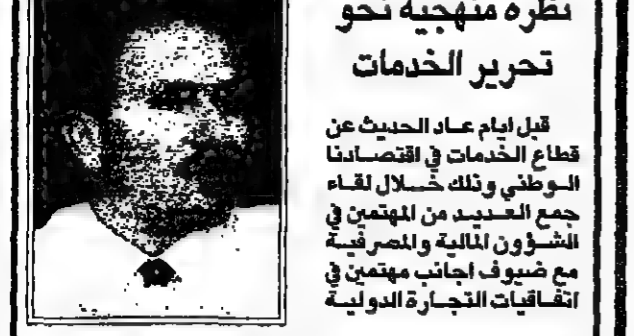 نظرة منهجية نحو
تحرير الخدمات
قبل ايام عاد الحديث عن
قطاع الخدمات في اقتصادنا
الوطني وذلك خلال لقاء
جمع العديد من المهتمين في
الشؤون المالية والمصرفية
مع ضيوف اجانب مهتمين في
اتفاقيات التجارة الدولية